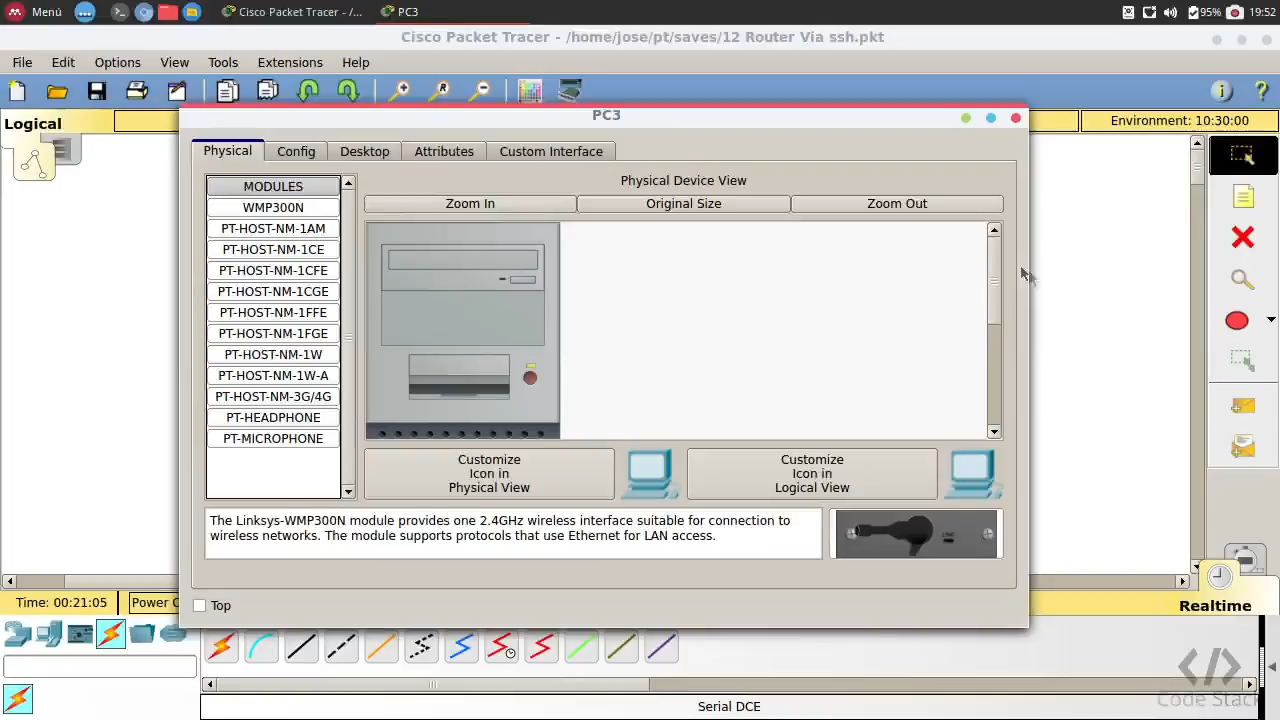 Menú
Cisco Packet Tracer - /...
PC3
95%
19:52
Cisco Packet Tracer - /home/jose/pt/saves/12 Router Via ssh.pkt
File Edit Options View Tools Extensions Help
Logical
Environment: 10:30:00
PC3
Physical Config Desktop Attributes Custom Interface
MODULES
WMP300N
PT-HOST-NM-1AM
PT-HOST-NM-1CE
PT-HOST-NM-1CFE
PT-HOST-NM-1CGE
PT-HOST-NM-1FFE
PT-HOST-NM-1FGE
PT-HOST-NM-1W
PT-HOST-NM-1W-A
PT-HOST-NM-3G/4G
PT-HEADPHONE
PT-MICROPHONE
Physical Device View
Zoom In Original Size Zoom Out
Customize
Icon in
Physical View
Customize
Icon in
Logical View
The Linksys-WMP300N module provides one 2.4GHz wireless interface suitable for connection to
wireless networks. The module supports protocols that use Ethernet for LAN access.
Top
Time: 00:21:05
Power C
Realtime
Serial DCE
Code Stack